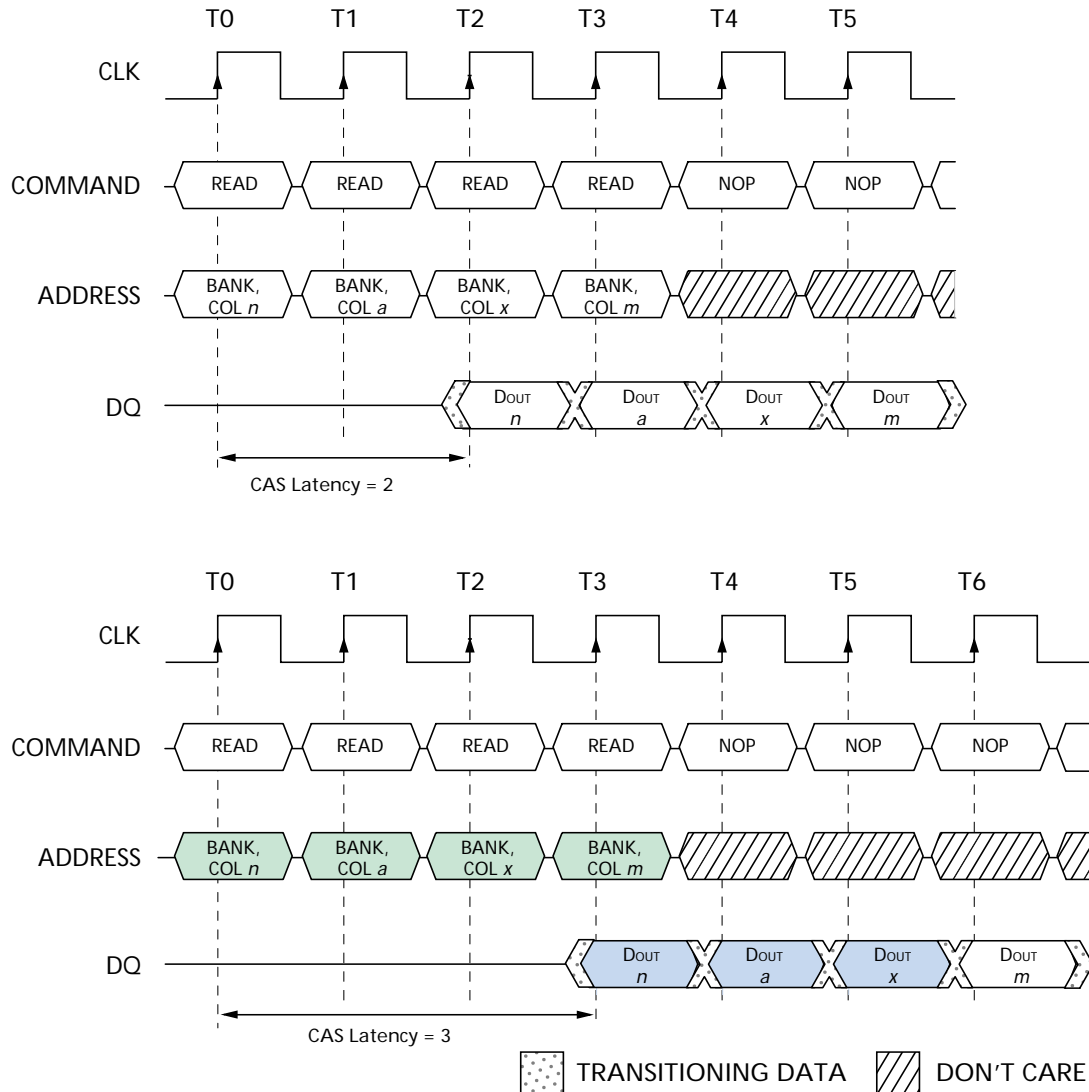 T0 T1 T2 T3 T4 T5
CLK
COMMAND READ READ READ READ NOP NOP
ADDRESS BANK, COL n BANK, COL a BANK, COL x BANK, COL m
DQ DOUT n DOUT a DOUT x DOUT m
CAS Latency = 2
T0 T1 T2 T3 T4 T5 T6
CLK
COMMAND READ READ READ READ NOP NOP NOP
ADDRESS BANK, COL n BANK, COL a BANK, COL x BANK, COL m
DQ DOUT n DOUT a DOUT x DOUT m
CAS Latency = 3
TRANSITIONING DATA DON'T CARE